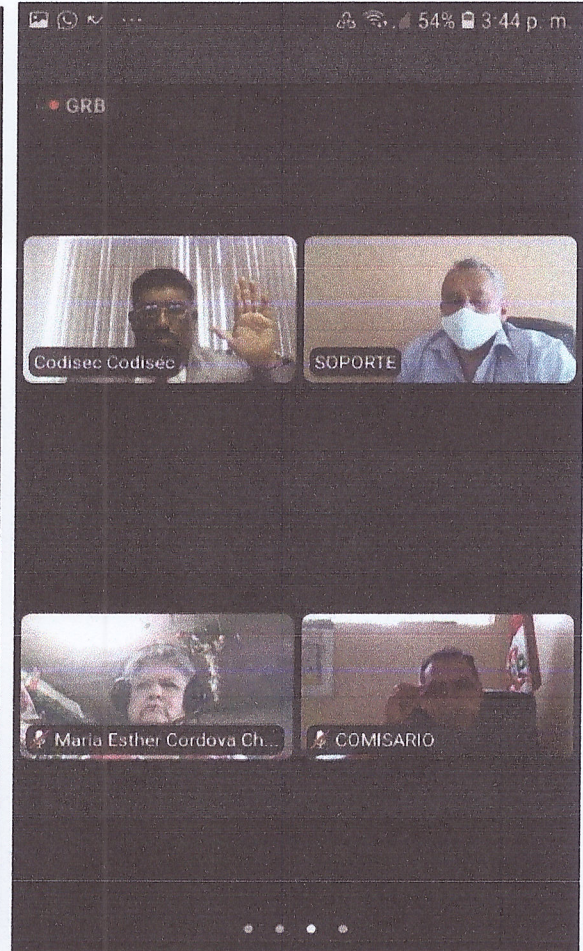 54% 3:44 p. m.
GRB
Codisec Codisec
SOPORTE
Maria Esther Cordova Ch...
COMISARIO